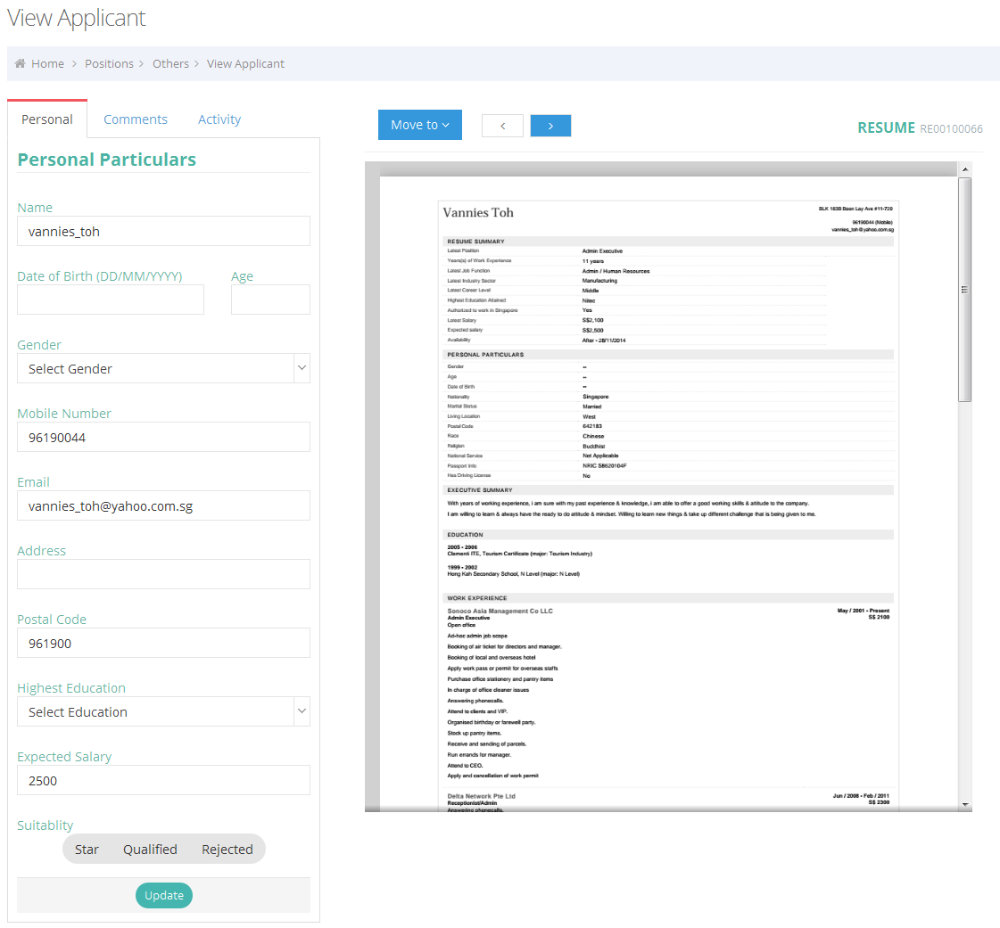 View Applicant
Home > Positions > Others > View Applicant
Personal Comments Activity
Personal Particulars
Name
vannies_toh
Date of Birth (DD/MM/YYYY) Age
Gender
Select Gender
Mobile Number
96190044
Email
vannies_toh@yahoo.com.sg
Address
Postal Code
961900
Highest Education
Select Education
Expected Salary
2500
Suitablity
Star Qualified Rejected
Update
Move to
< >
RESUME RE00100066
Vannies Toh
BLK 183B Boon Lay Ave #11-720
96190044 (Mobile)
vannies_toh@yahoo.com.sg
RESUME SUMMARY
Latest Position Admin Executive
Years(s) of Work Experience 11 years
Latest Job Function Admin / Human Resources
Latest Industry Sector Manufacturing
Latest Career Level Middle
Highest Education Attained Nitec
Authorized to work in Singapore Yes
Latest Salary S$2,100
Expected salary S$2,500
Availability After - 28/11/2014
PERSONAL PARTICULARS
Gender --
Age --
Date of Birth --
Nationality Singapore
Marital Status Married
Living Location West
Postal Code 642183
Race Chinese
Religion Buddhist
National Service Not Applicable
Passport Info NRIC S8620104F
Has Driving License No
EXECUTIVE SUMMARY
With years of working experience, i am sure with my past experience & knowledge, i am able to offer a good working skills & attitude to the company.
I am willing to learn & always have the ready to do attitude & mindset. Willing to learn new things & take up different challenge that is being given to me.
EDUCATION
2005 - 2006
Clementi ITE, Tourism Certificate (major: Tourism Industry)
1999 - 2002
Hong Kah Secondary School, N Level (major: N Level)
WORK EXPERIENCE
Sonoco Asia Management Co LLC May / 2001 - Present
Admin Executive S$ 2100
Open office
Ad-hoc admin job scope
Booking of air ticket for directors and manager.
Booking of local and overseas hotel
Apply work pass or permit for overseas staffs
Purchase office stationery and pantry items
In charge of office cleaner issues
Answering phonecalls.
Attend to clients and VIP.
Organised birthday or farewell party.
Stock up pantry items.
Receive and sending of parcels.
Run errands for manager.
Attend to CEO.
Apply and cancellation of work permit
Delta Network Pte Ltd Jun / 2008 - Feb / 2011
Receptionist/Admin S$ 2300
Answering phonecalls.